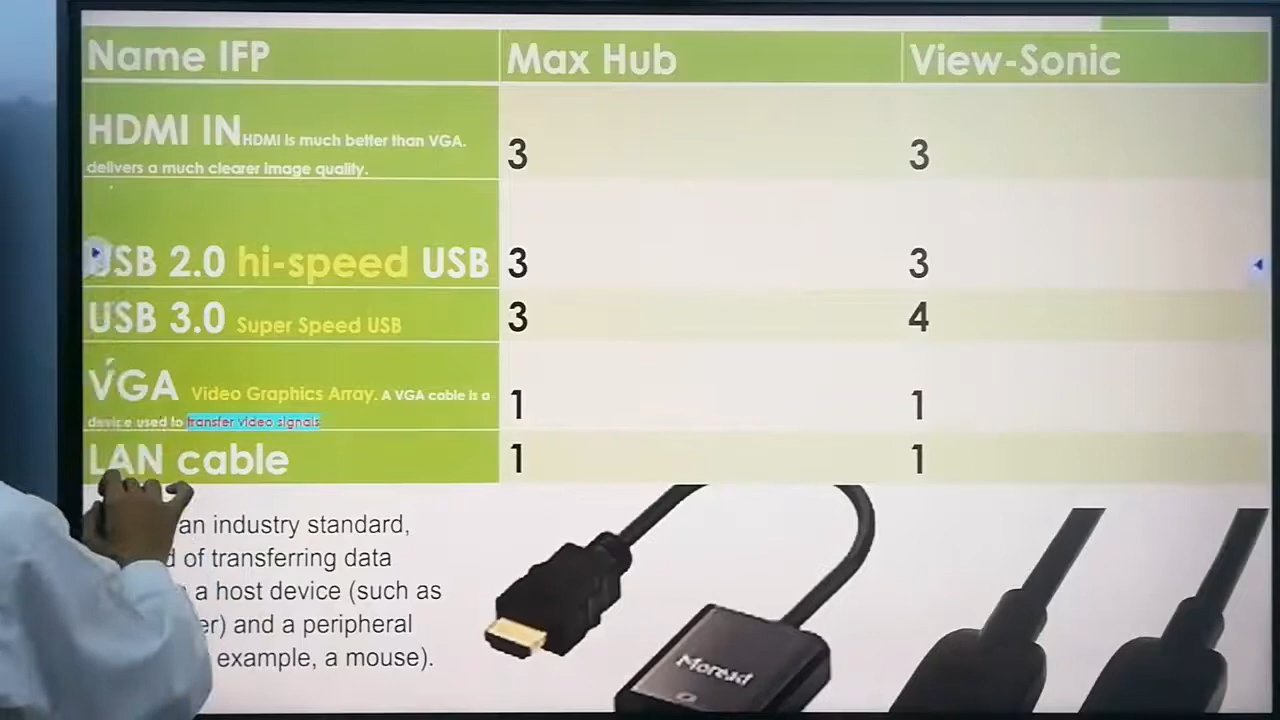 Name IFP
Max Hub
View-Sonic
HDMI IN HDMI is much better than VGA.
delivers a much clearer image quality.
3
3
USB 2.0 hi-speed USB
3
3
USB 3.0 Super Speed USB
3
4
VGA Video Graphics Array. A VGA cable is a
device used to transfer video signals
1
1
LAN cable
1
1
an industry standard,
of transferring data
a host device (such as
and a peripheral
example, a mouse).
Moread